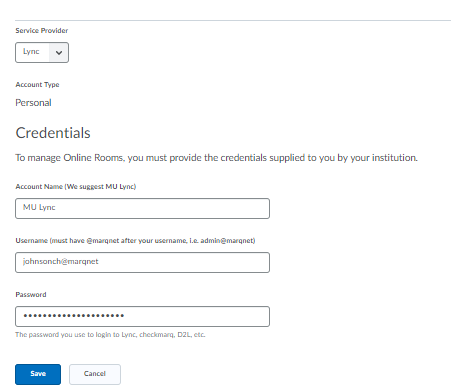 Service Provider
Lync
Account Type
Personal
Credentials
To manage Online Rooms, you must provide the credentials supplied to you by your institution.
Account Name (We suggest MU Lync)
MU Lync
Username (must have @marqnet after your username, i.e. admin@marqnet)
johnsonch@marqnet
Password
•••••••••••••••••••••
The password you use to login to Lync, checkmarq, D2L, etc.
Save Cancel